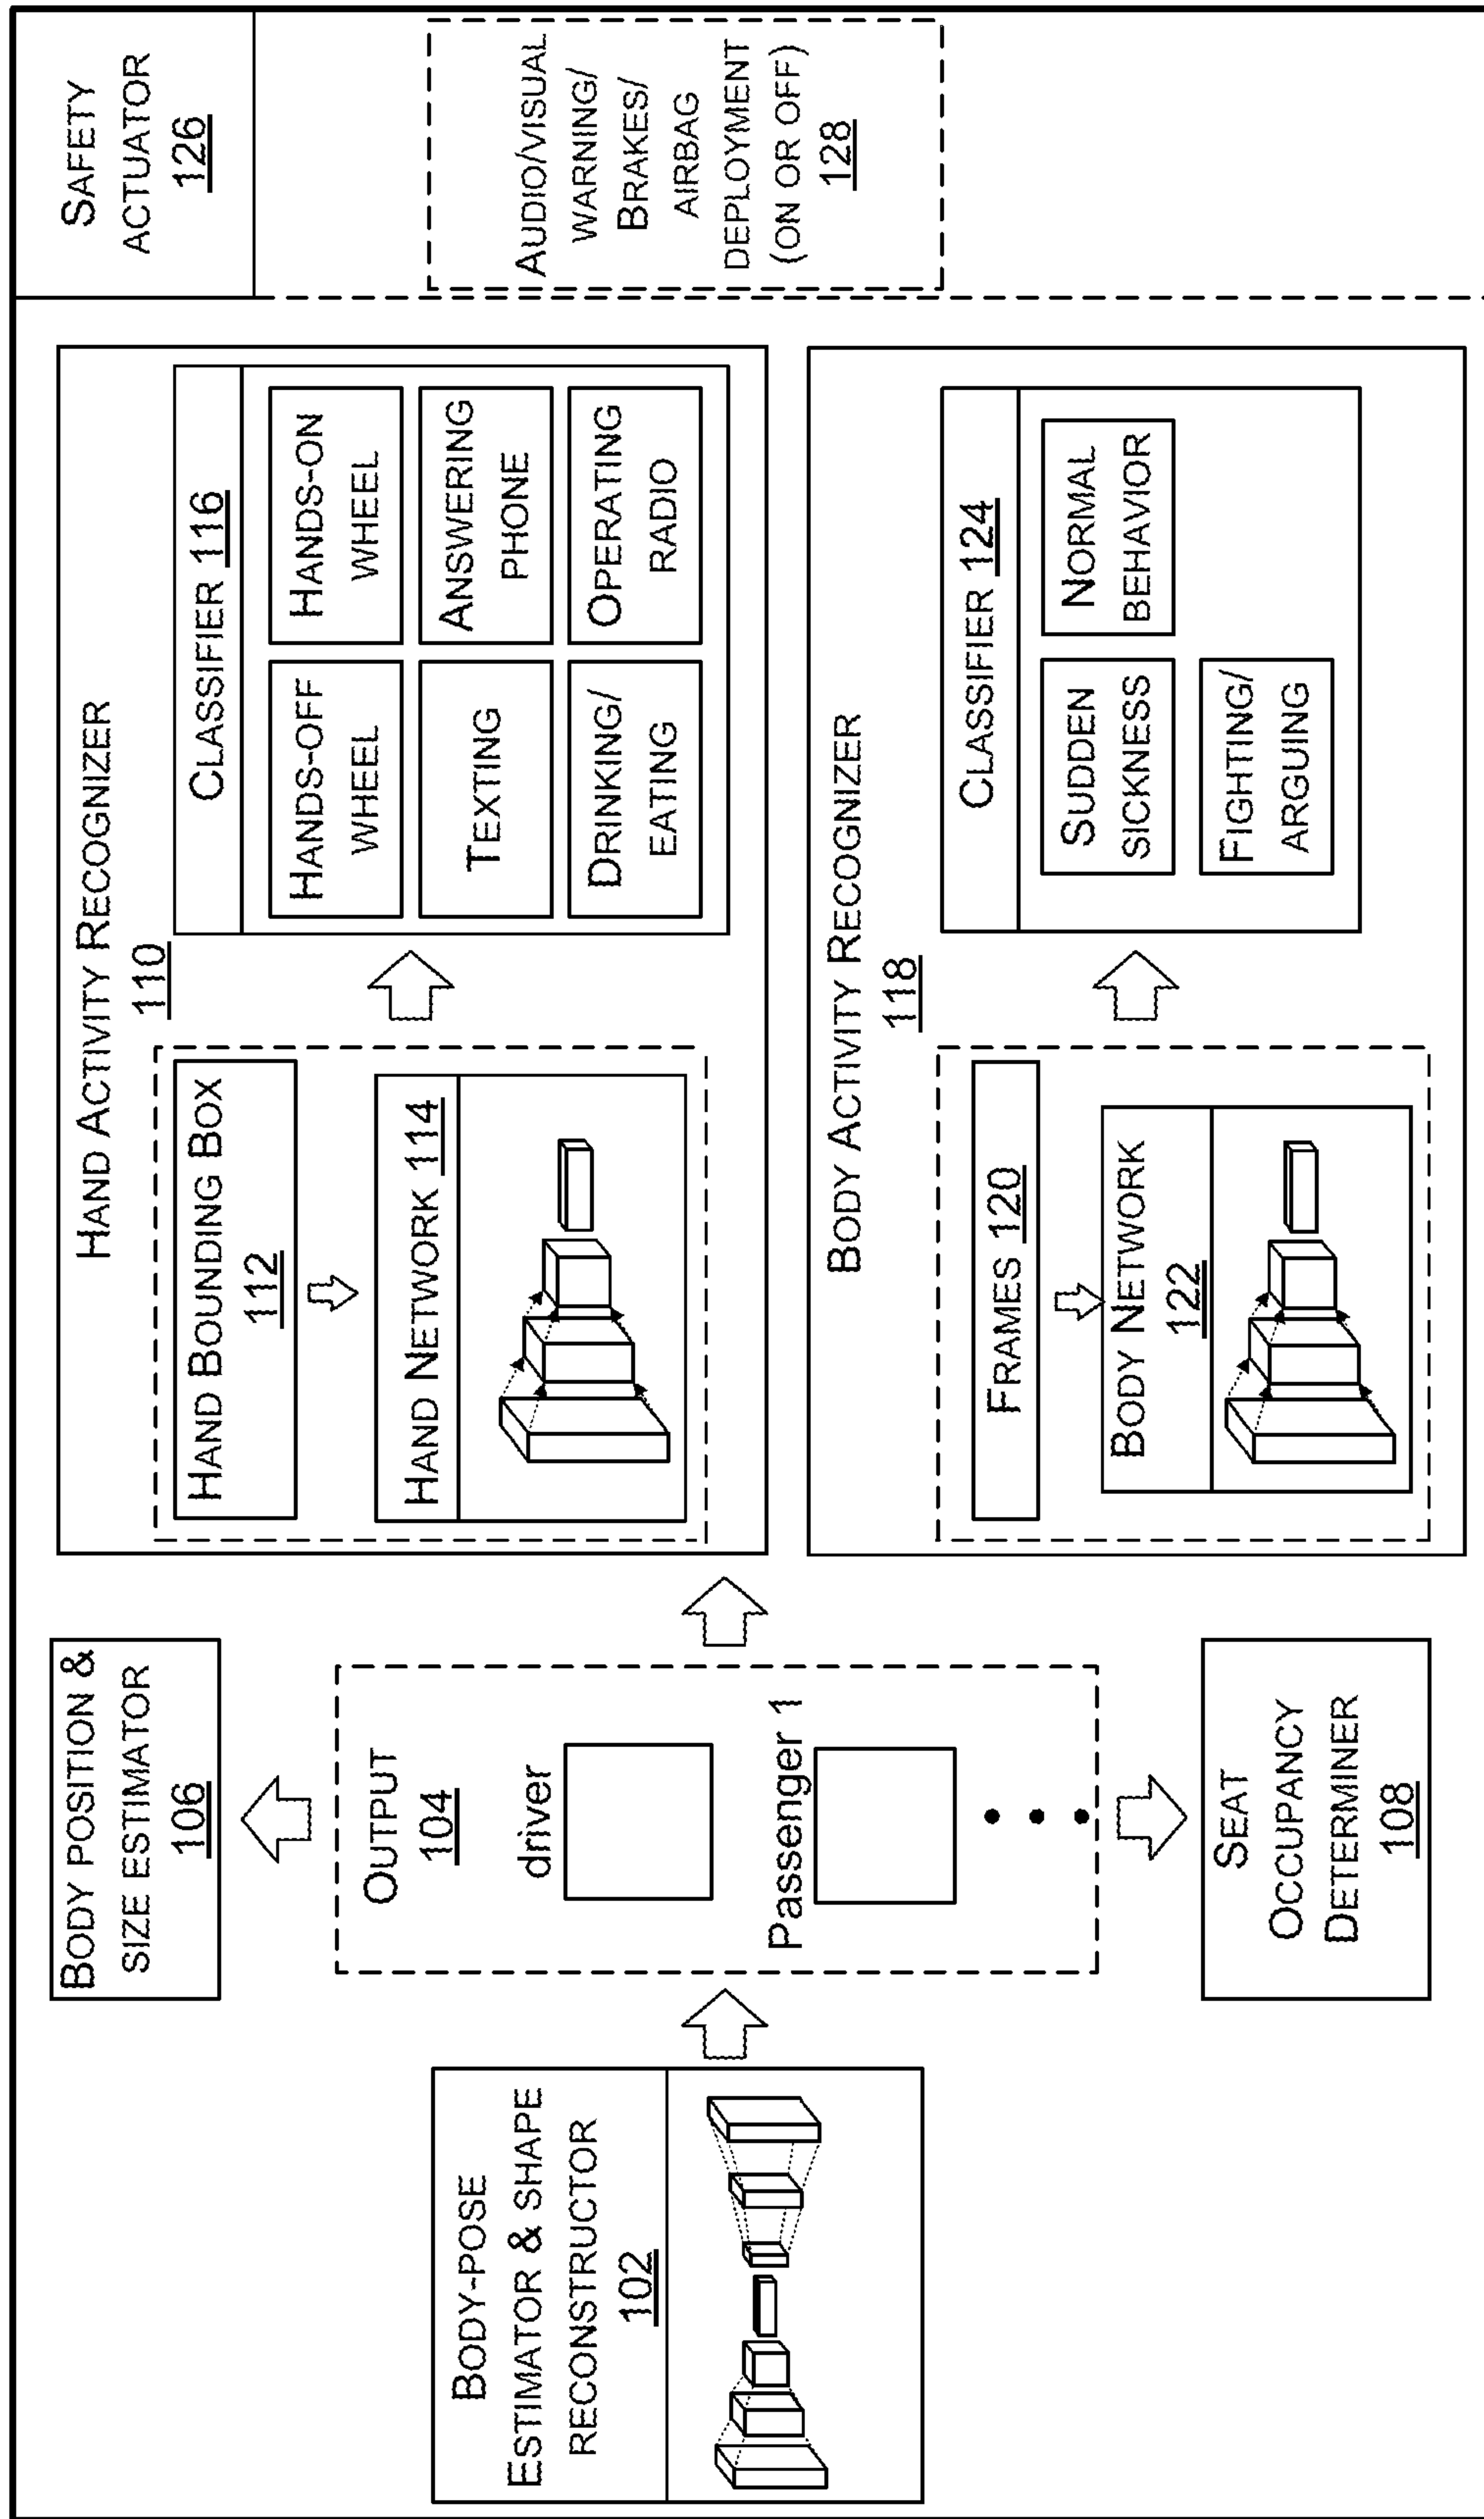 BODY-POSE
ESTIMATOR & SHAPE
RECONSTRUCTOR
102
BODY POSITION &
SIZE ESTIMATOR
106
OUTPUT
104
driver
Passenger 1
SEAT
OCCUPANCY
DETERMINER
108
HAND ACTIVITY RECOGNIZER
110
HAND BOUNDING BOX
112
HAND NETWORK 114
CLASSIFIER 116
HANDS-OFF
WHEEL
HANDS-ON
WHEEL
TEXTING
ANSWERING
PHONE
DRINKING/
EATING
OPERATING
RADIO
BODY ACTIVITY RECOGNIZER
118
FRAMES 120
BODY NETWORK
122
CLASSIFIER 124
SUDDEN
SICKNESS
NORMAL
BEHAVIOR
FIGHTING/
ARGUING
SAFETY
ACTUATOR
126
AUDIO/VISUAL
WARNING/
BRAKES/
AIRBAG
DEPLOYMENT
(ON OR OFF)
128